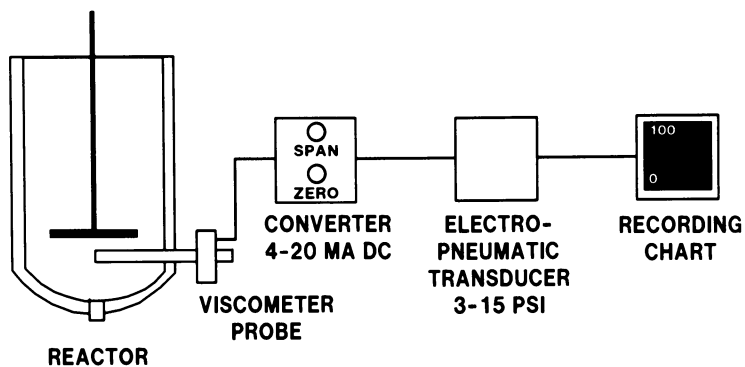 100
0
SPAN
ZERO
CONVERTER
4-20 MA DC
ELECTRO-
PNEUMATIC
TRANSDUCER
3-15 PSI
RECORDING
CHART
VISCOMETER
PROBE
REACTOR